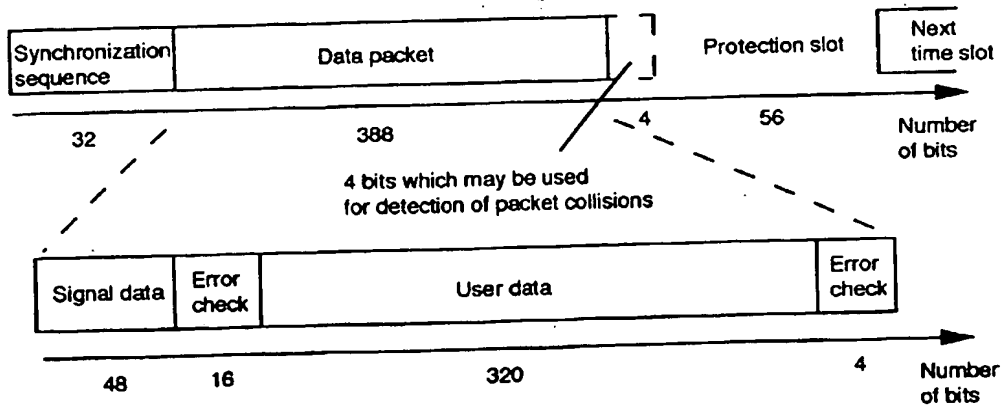 Synchronization
sequence
Data packet
Protection slot
Next
time slot
32
388
4
56
Number
of bits
4 bits which may be used
for detection of packet collisions
Signal data
Error
check
User data
Error
check
48
16
320
4
Number
of bits